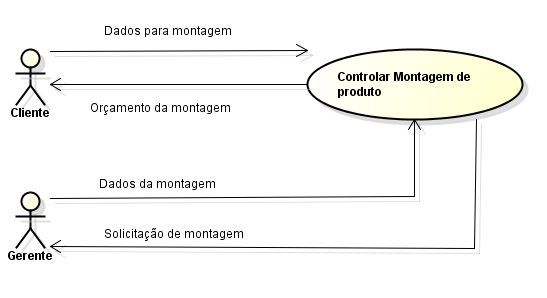 Dados para montagem
Controlar Montagem de
produto
Cliente
Orçamento da montagem
Dados da montagem
Solicitação de montagem
Gerente